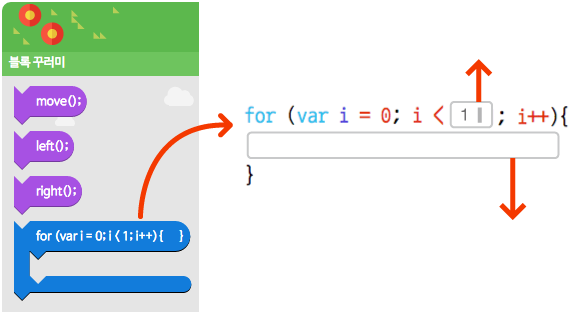 블록 꾸러미
move();
left();
right();
for (var i = 0; i < 1; i++){ }
for (var i = 0; i < 1 ; i++){
}